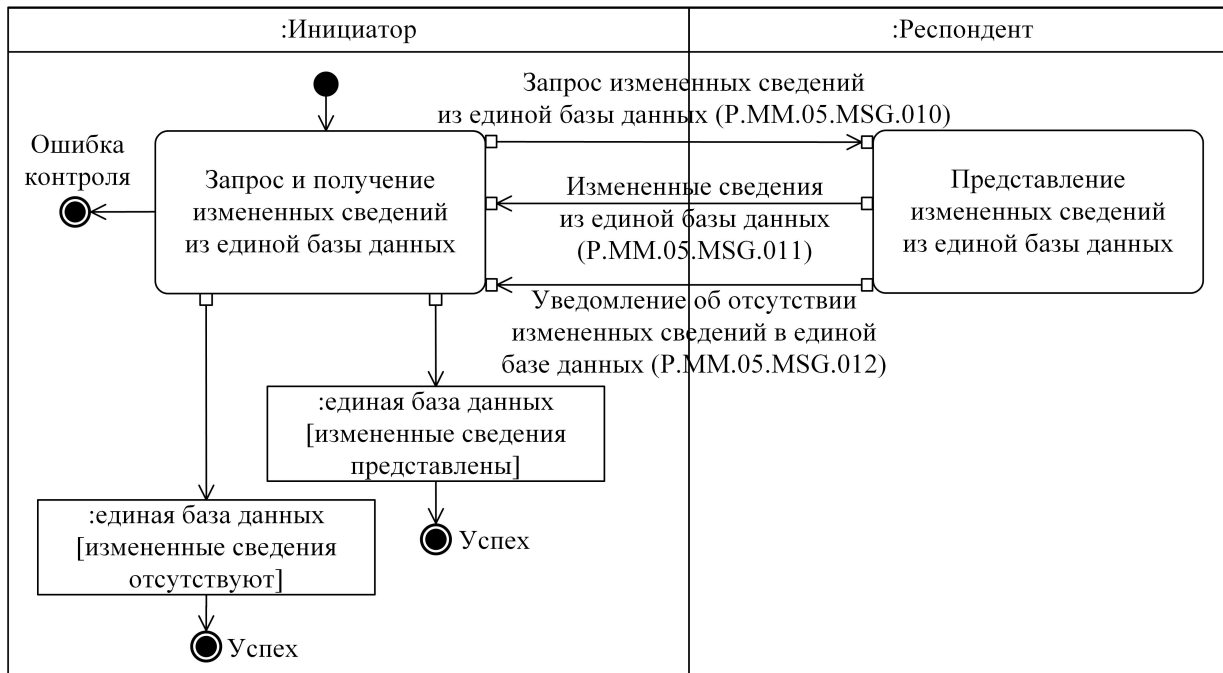 :Инициатор
:Респондент
Запрос измененных сведений
из единой базы данных (P.MM.05.MSG.010)
Ошибка
контроля
Запрос и получение
измененных сведений
из единой базы данных
Измененные сведения
из единой базы данных
(P.MM.05.MSG.011)
Представление
измененных сведений
из единой базы данных
Уведомление об отсутствии
измененных сведений в единой
базе данных (P.MM.05.MSG.012)
:единая база данных
[измененные сведения
представлены]
Успех
:единая база данных
[измененные сведения
отсутствуют]
Успех